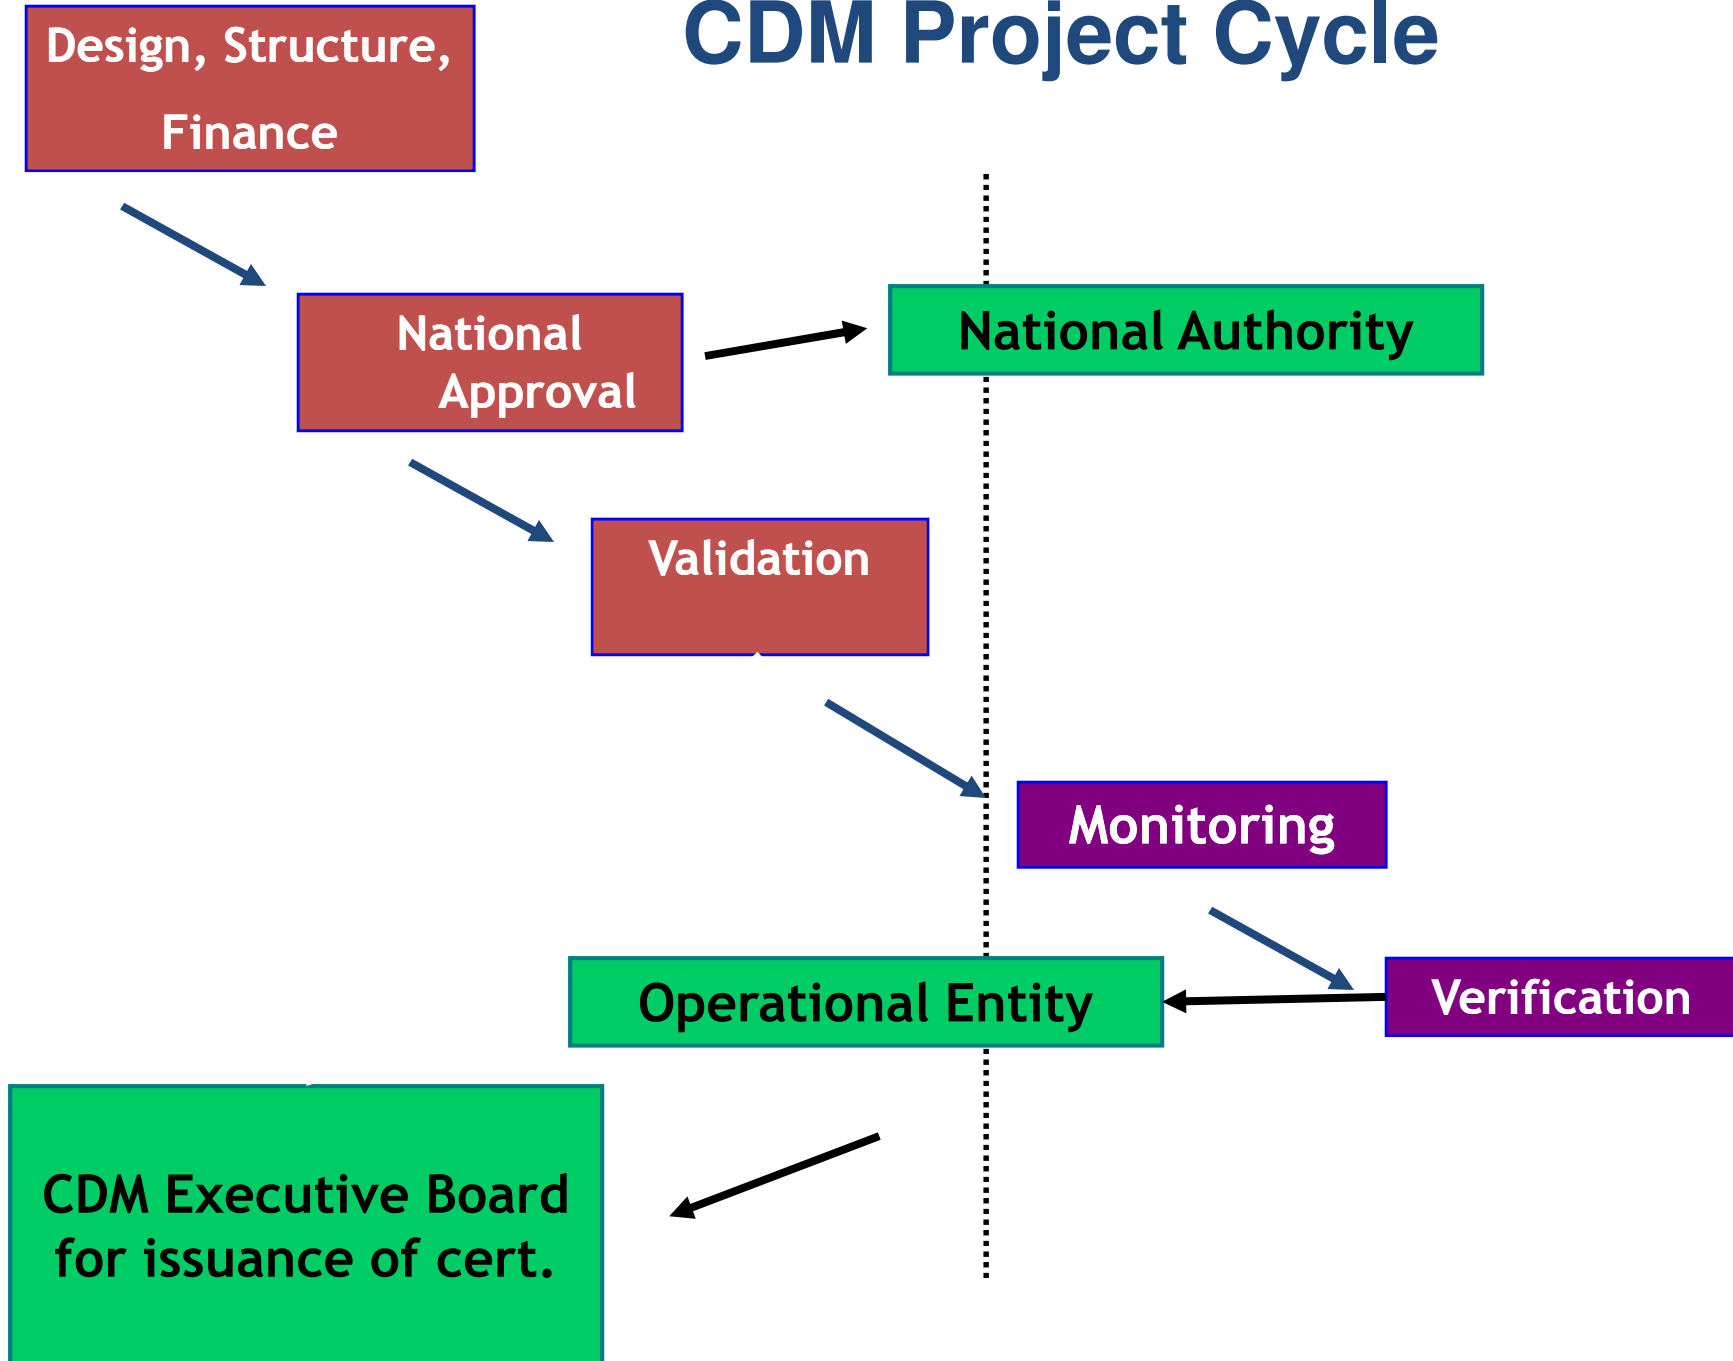 CDM Project Cycle
Design, Structure,
Finance
National
Approval
National Authority
Validation
Monitoring
Operational Entity
Verification
CDM Executive Board
for issuance of cert.